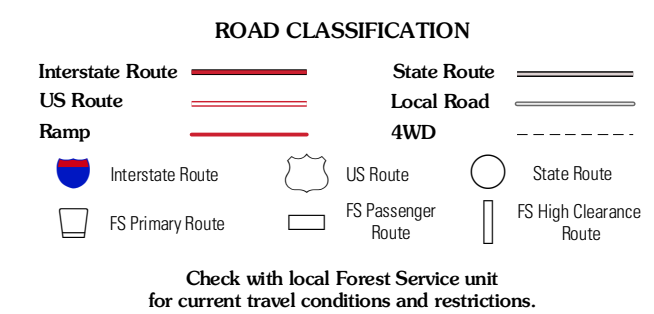 ROAD CLASSIFICATION
Interstate Route
State Route
US Route
Local Road
Ramp
4WD
Interstate Route
US Route
State Route
FS Primary Route
FS Passenger
Route
FS High Clearance
Route
Check with local Forest Service unit
for current travel conditions and restrictions.